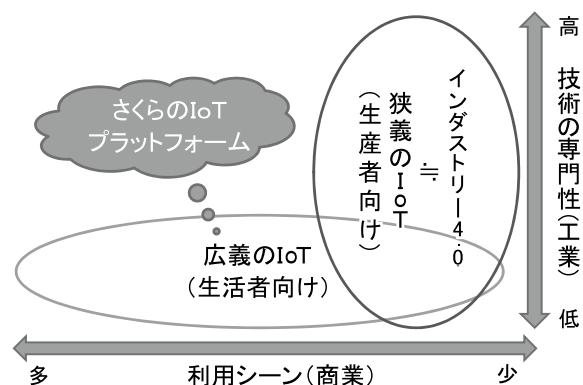 さくらのIoT
プラットフォーム
広義のIoT
(生活者向け)
インダストリー4.0
≒
狭義のIoT
(生産者向け)
高
技術の専門性(工業)
低
多
利用シーン(商業)
少